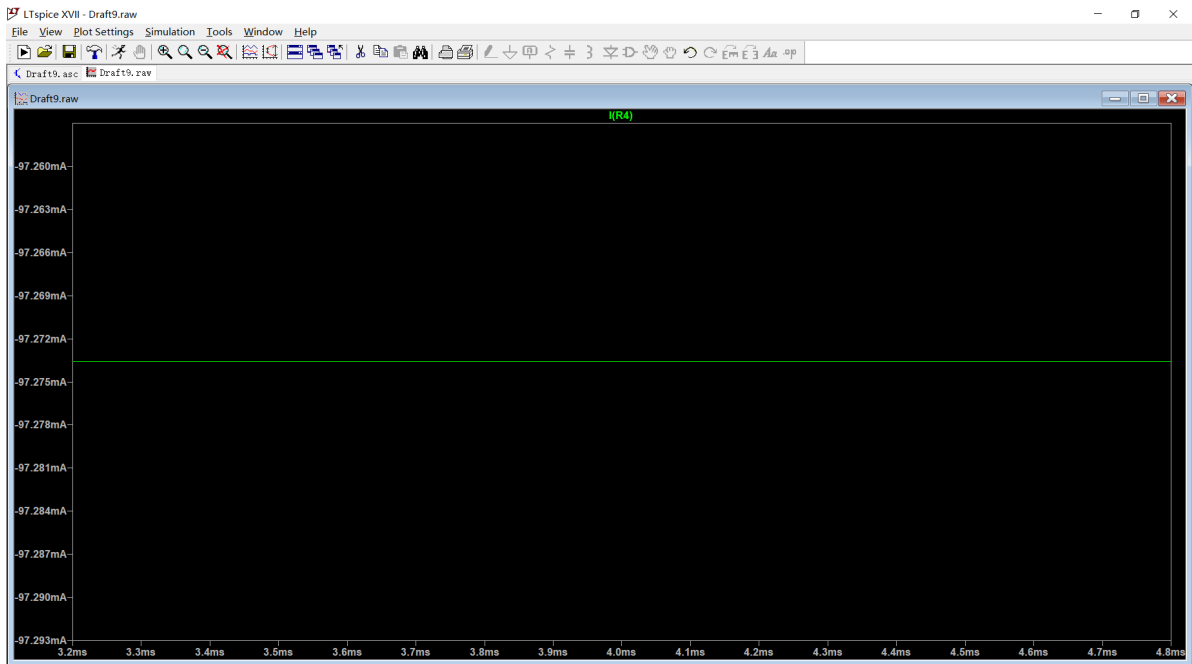 LTspice XVII - Draft9.raw
File View Plot Settings Simulation Tools Window Help
Aa .op
Draft9.asc Draft9.raw
Draft9.raw
I(R4)
-97.260mA
-97.263mA
-97.266mA
-97.269mA
-97.272mA
-97.275mA
-97.278mA
-97.281mA
-97.284mA
-97.287mA
-97.290mA
-97.293mA
3.2ms 3.3ms 3.4ms 3.5ms 3.6ms 3.7ms 3.8ms 3.9ms 4.0ms 4.1ms 4.2ms 4.3ms 4.4ms 4.5ms 4.6ms 4.7ms 4.8ms